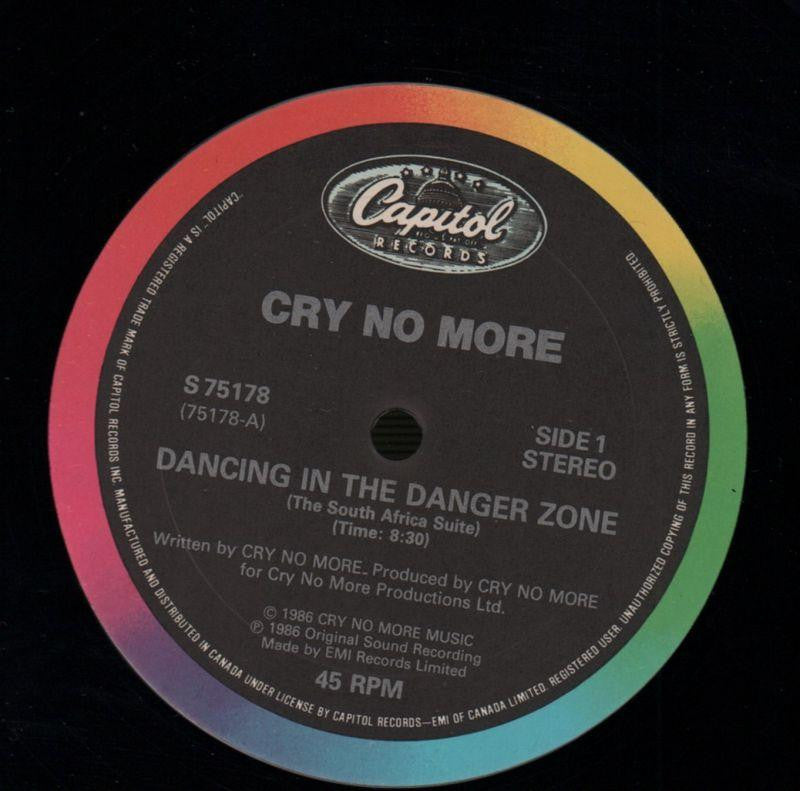 Capitol
RECORDS
CRY NO MORE
S 75178
(75178-A)
SIDE 1
STEREO
DANCING IN THE DANGER ZONE
(The South Africa Suite)
(Time: 8:30)
Written by CRY NO MORE. Produced by CRY NO MORE
for Cry No More Productions Ltd.
© 1986 CRY NO MORE MUSIC
℗ 1986 Original Sound Recording
Made by EMI Records Limited
45 RPM
"CAPITOL" IS A REGISTERED TRADE MARK OF CAPITOL RECORDS INC. MANUFACTURED AND DISTRIBUTED IN CANADA UNDER LICENSE BY CAPITOL RECORDS—EMI OF CANADA LIMITED. REGISTERED USER. UNAUTHORIZED COPYING OF THIS RECORD IN ANY FORM IS STRICTLY PROHIBITED.